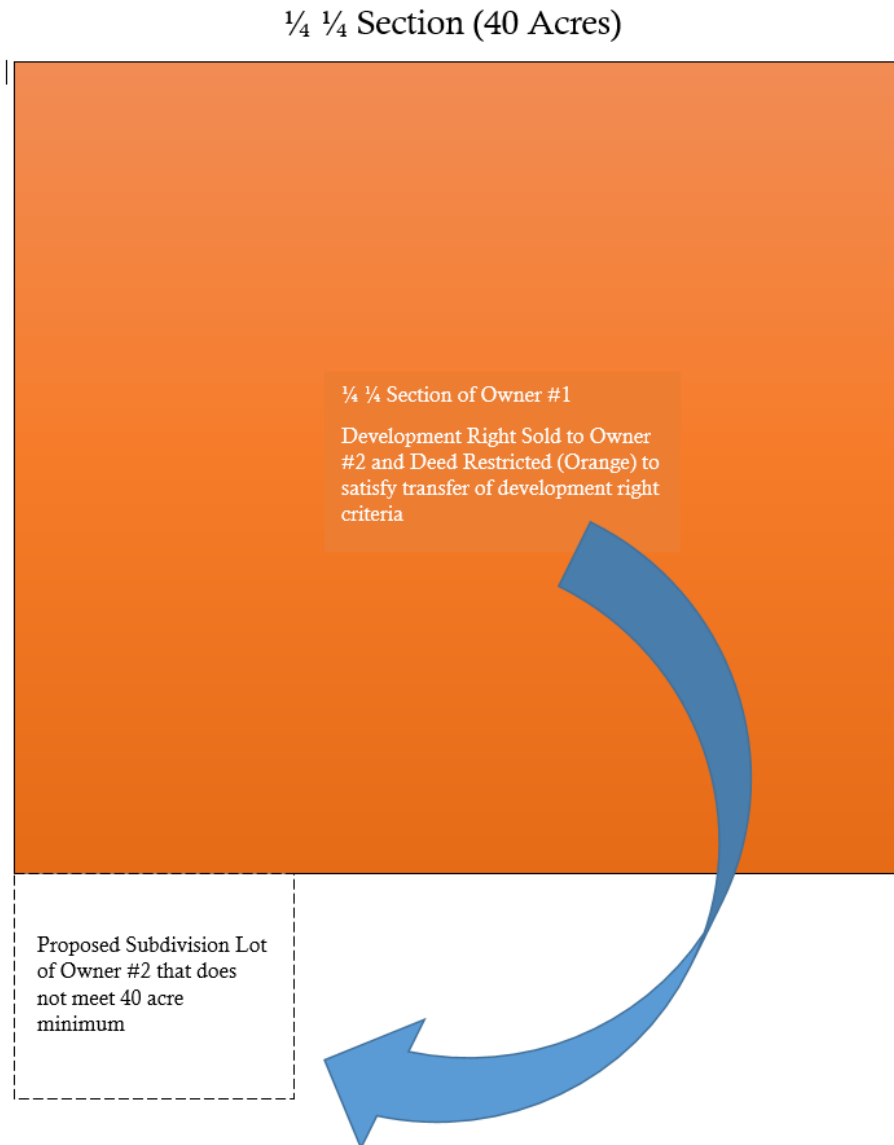 ¼ ¼ Section (40 Acres)
¼ ¼ Section of Owner #1
Development Right Sold to Owner
#2 and Deed Restricted (Orange) to
satisfy transfer of development right
criteria
Proposed Subdivision Lot
of Owner #2 that does
not meet 40 acre
minimum